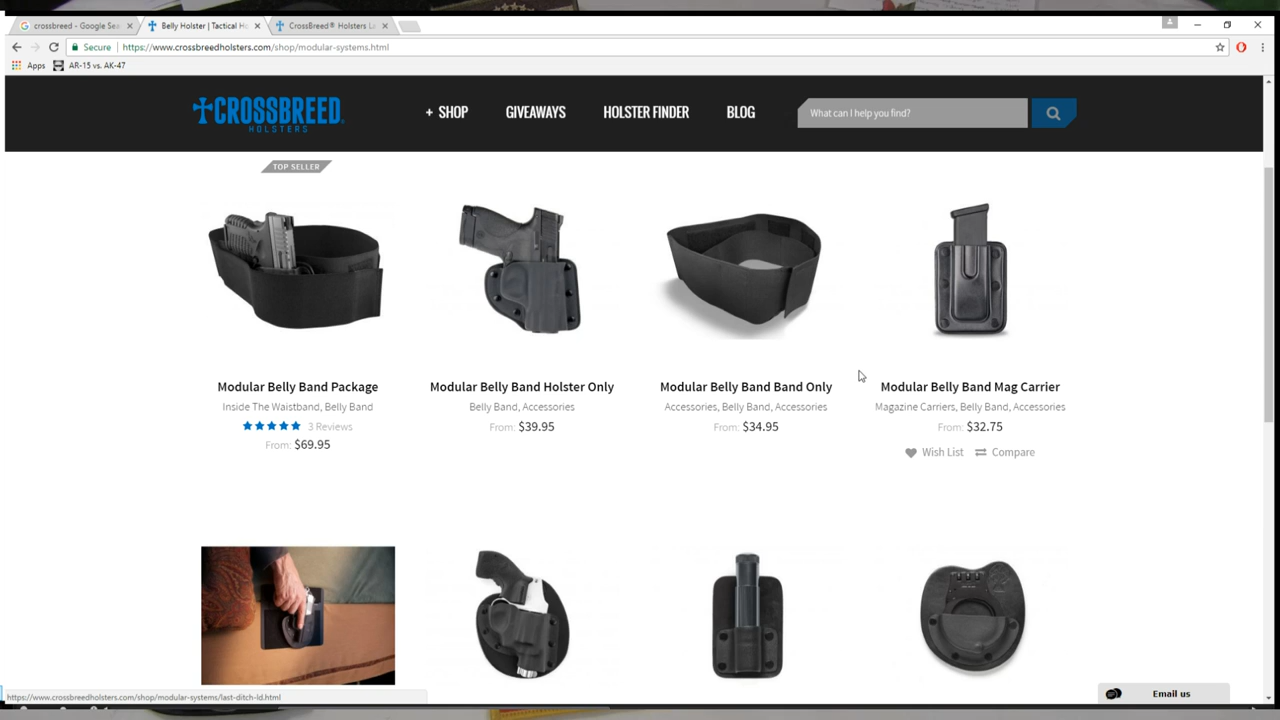 crossbreed - Google Sea
Belly Holster | Tactical Ho
CrossBreed® Holsters L
Secure
https://www.crossbreedholsters.com/shop/modular-systems.html
Apps
AR-15 vs. AK-47
CROSSBREED
HOLSTERS
+ SHOP
GIVEAWAYS
HOLSTER FINDER
BLOG
What can I help you find?
TOP SELLER
Modular Belly Band Package
Inside The Waistband, Belly Band
3 Reviews
From: $69.95
Modular Belly Band Holster Only
Belly Band, Accessories
From: $39.95
Modular Belly Band Band Only
Accessories, Belly Band, Accessories
From: $34.95
Modular Belly Band Mag Carrier
Magazine Carriers, Belly Band, Accessories
From: $32.75
Wish List
Compare
https://www.crossbreedholsters.com/shop/modular-systems/last-ditch-ld.html
Email us